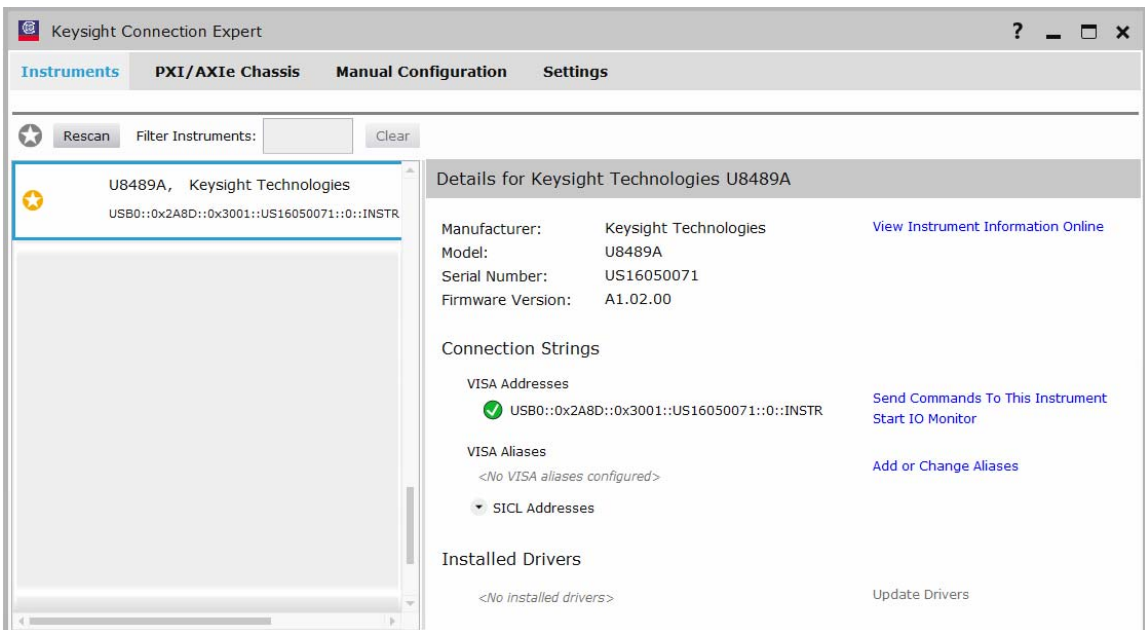 Keysight Connection Expert
Instruments PXI/AXIe Chassis Manual Configuration Settings
Rescan Filter Instruments: Clear
U8489A, Keysight Technologies
USB0::0x2A8D::0x3001::US16050071::0::INSTR
Details for Keysight Technologies U8489A
Manufacturer: Keysight Technologies View Instrument Information Online
Model: U8489A
Serial Number: US16050071
Firmware Version: A1.02.00
Connection Strings
VISA Addresses
USB0::0x2A8D::0x3001::US16050071::0::INSTR
Send Commands To This Instrument
Start IO Monitor
VISA Aliases
<No VISA aliases configured>
Add or Change Aliases
SICL Addresses
Installed Drivers
<No installed drivers> Update Drivers